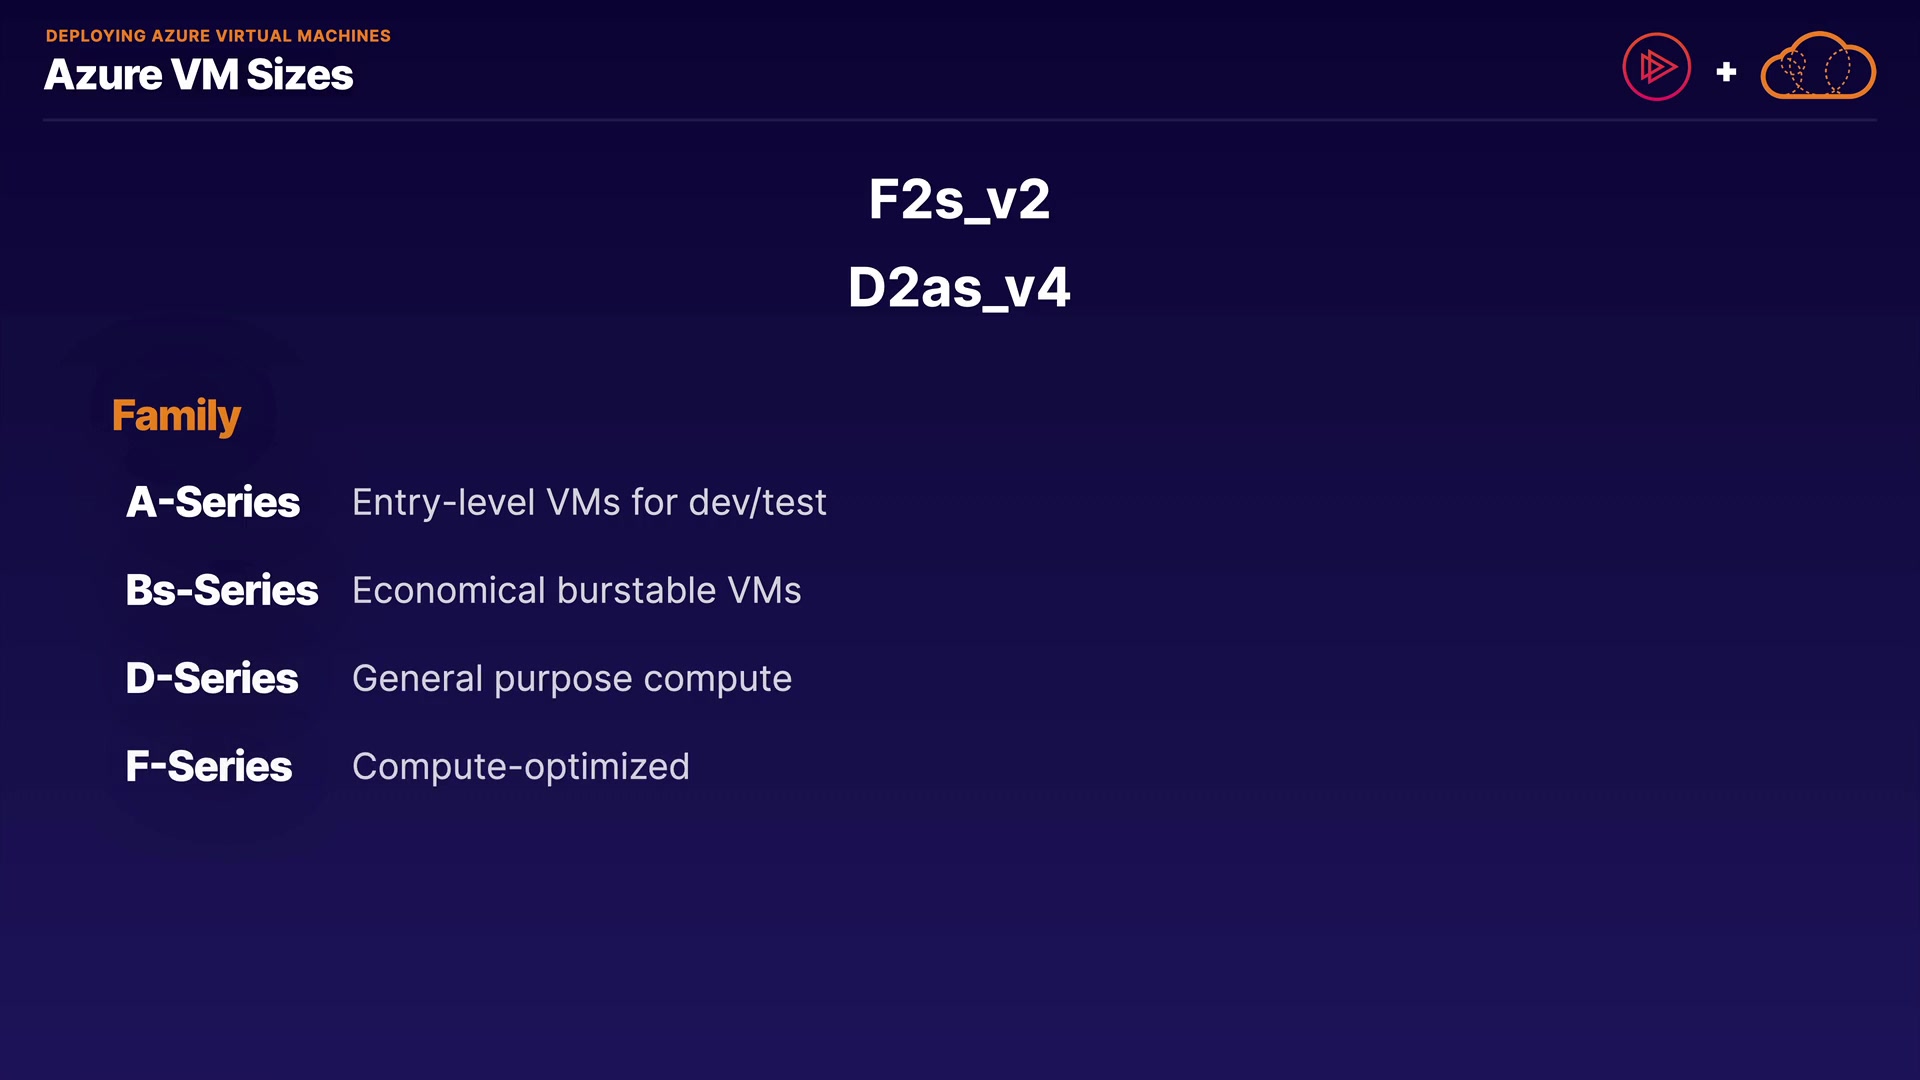 DEPLOYING AZURE VIRTUAL MACHINES
Azure VM Sizes
+
F2s_v2
D2as_v4
Family
A-Series Entry-level VMs for dev/test
Bs-Series Economical burstable VMs
D-Series General purpose compute
F-Series Compute-optimized